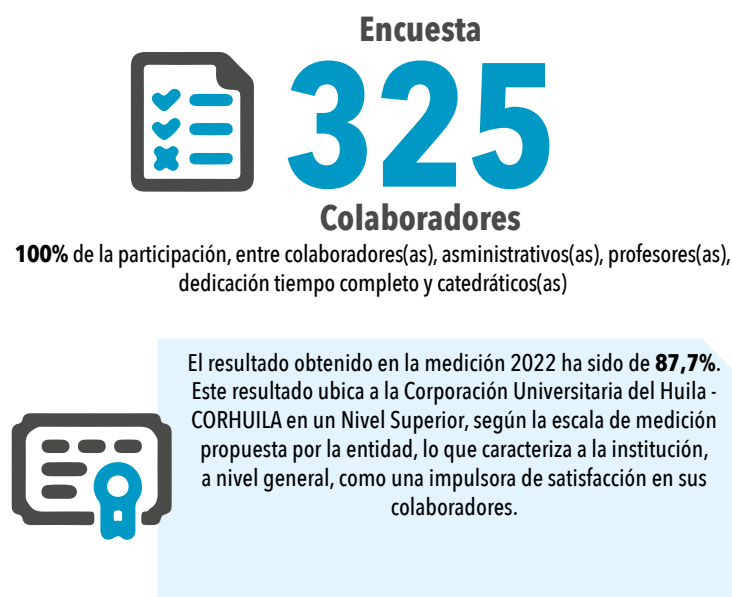 Encuesta
325
Colaboradores
100% de la participación, entre colaboradores(as), asministrativos(as), profesores(as),
dedicación tiempo completo y catedráticos(as)
El resultado obtenido en la medición 2022 ha sido de 87,7%.
Este resultado ubica a la Corporación Universitaria del Huila -
CORHUILA en un Nivel Superior, según la escala de medición
propuesta por la entidad, lo que caracteriza a la institución,
a nivel general, como una impulsora de satisfacción en sus
colaboradores.